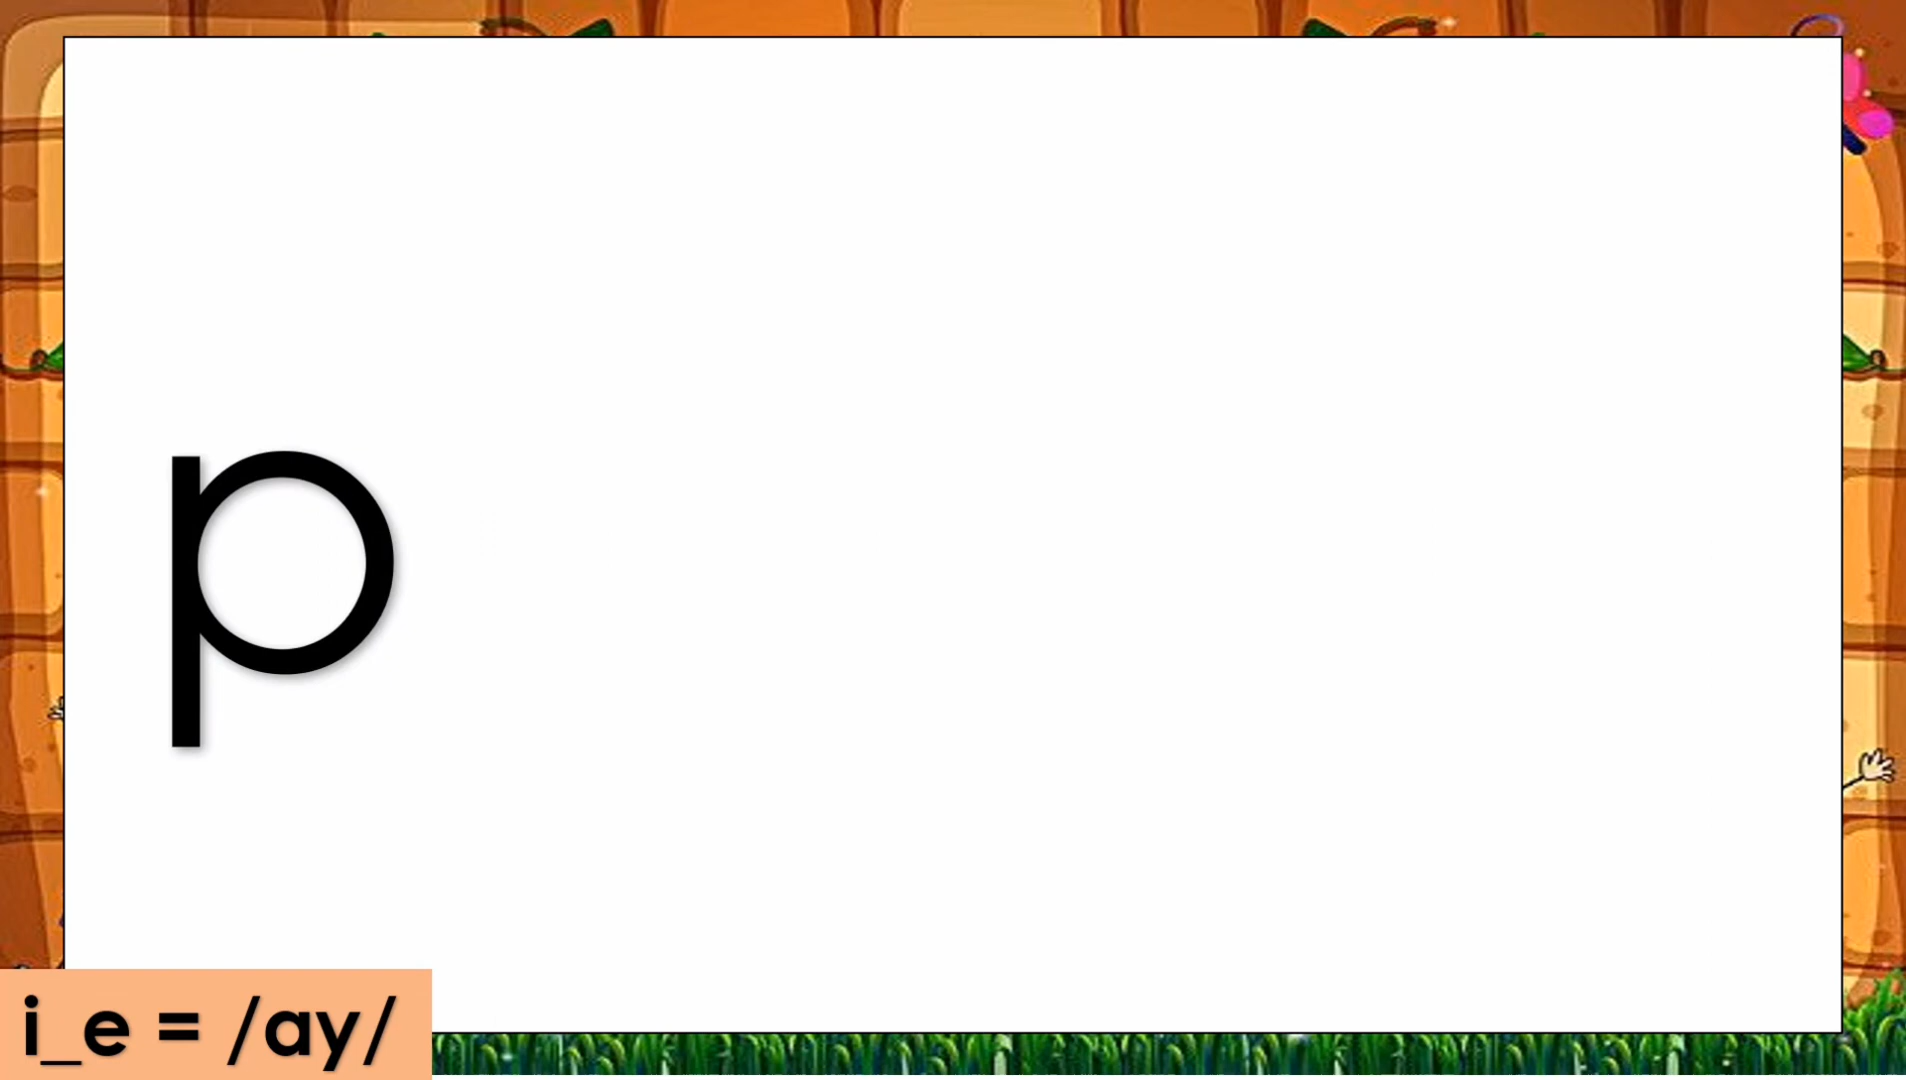 p
i_e = /ay/